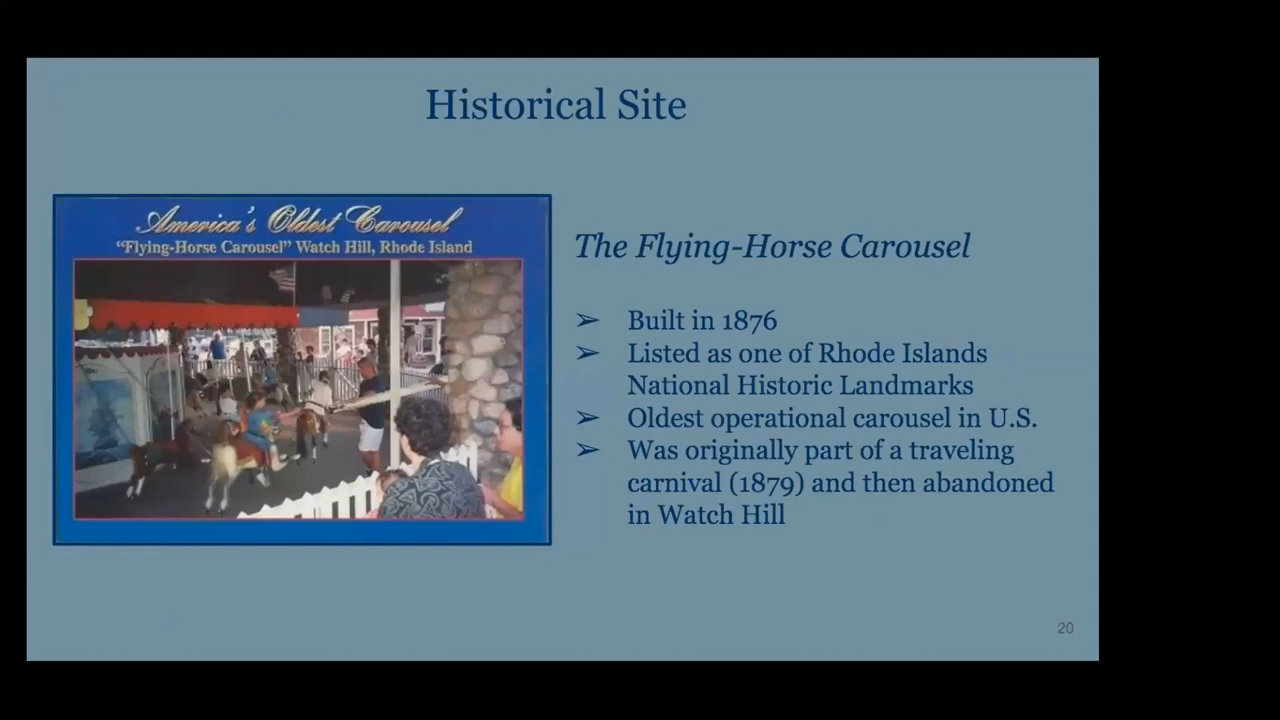 Historical Site
America's Oldest Carousel
"Flying-Horse Carousel" Watch Hill, Rhode Island
The Flying-Horse Carousel
➢ Built in 1876
➢ Listed as one of Rhode Islands
National Historic Landmarks
➢ Oldest operational carousel in U.S.
➢ Was originally part of a traveling
carnival (1879) and then abandoned
in Watch Hill
20